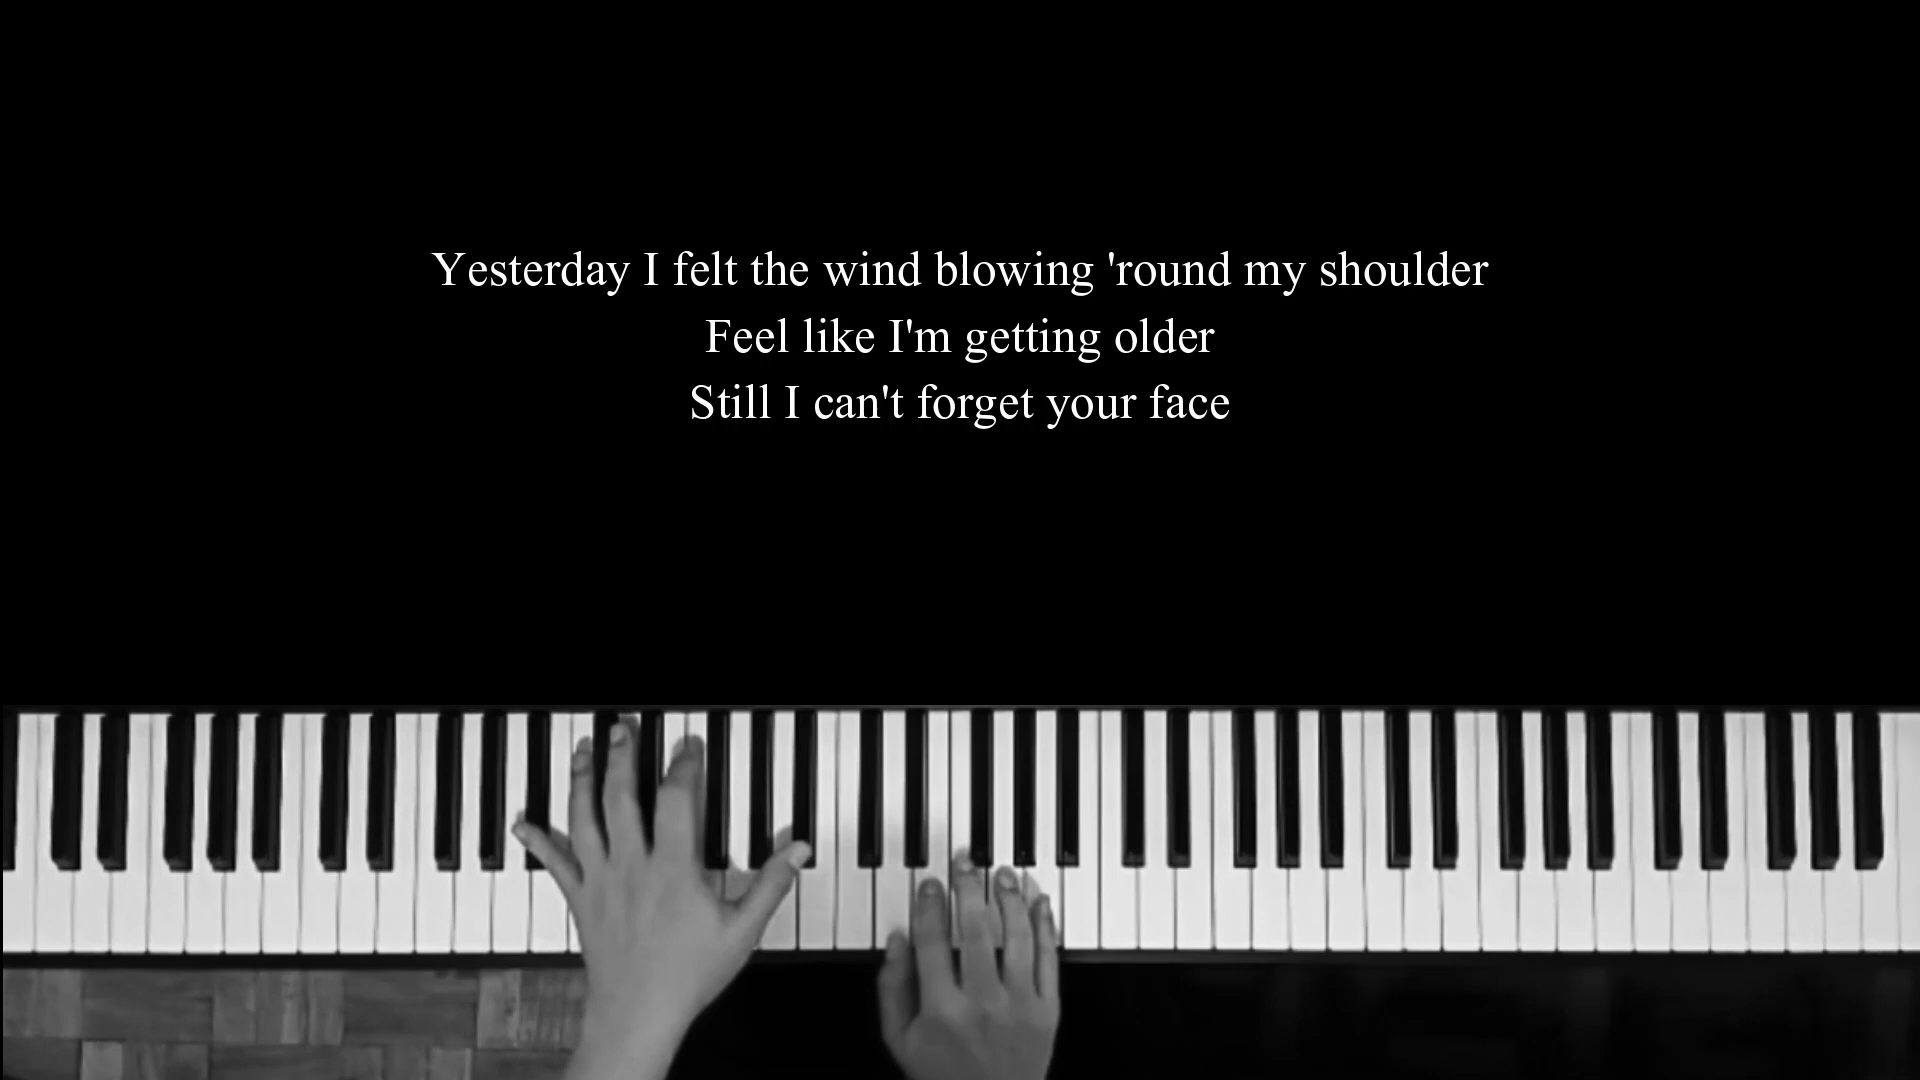 Yesterday I felt the wind blowing 'round my shoulder
Feel like I'm getting older
Still I can't forget your face